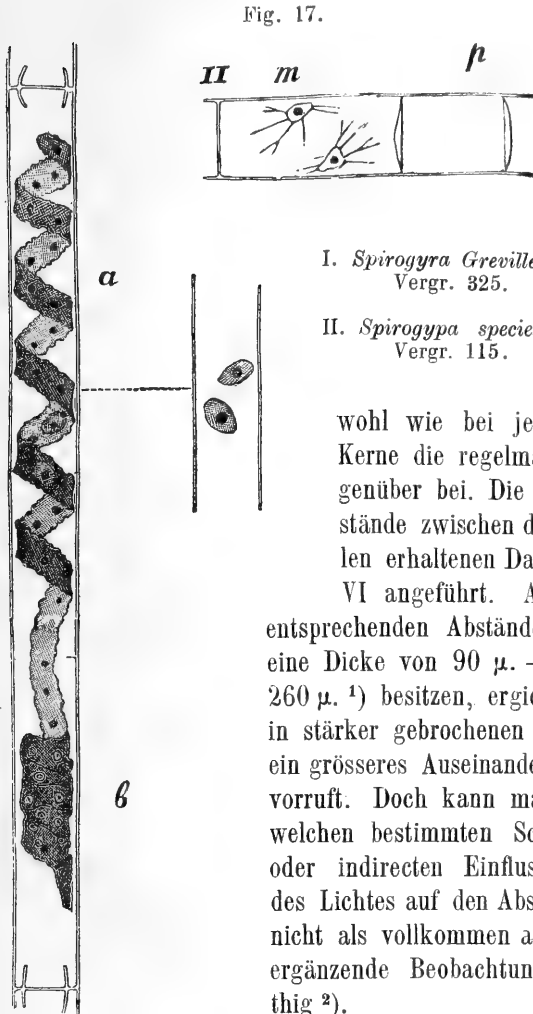 Fig. 17.
II m p
a
I. Spirogyra Greville
Vergr. 325.
II. Spirogypa specie
Vergr. 115.
wohl wie bei je
Kerne die regelma
genüber bei. Die
stände zwischen d
len erhaltenen Da
VI angeführt. A
entsprechenden Abstände
eine Dicke von 90 μ. -
260 μ. ¹) besitzen, ergie
in stärker gebrochenen
ein grösseres Auseinande
vorruft. Doch kann ma
b
welchen bestimmten Sc
oder indirecten Einflus
des Lichtes auf den Abs
nicht als vollkommen a
ergänzende Beobachtun
thig ²).